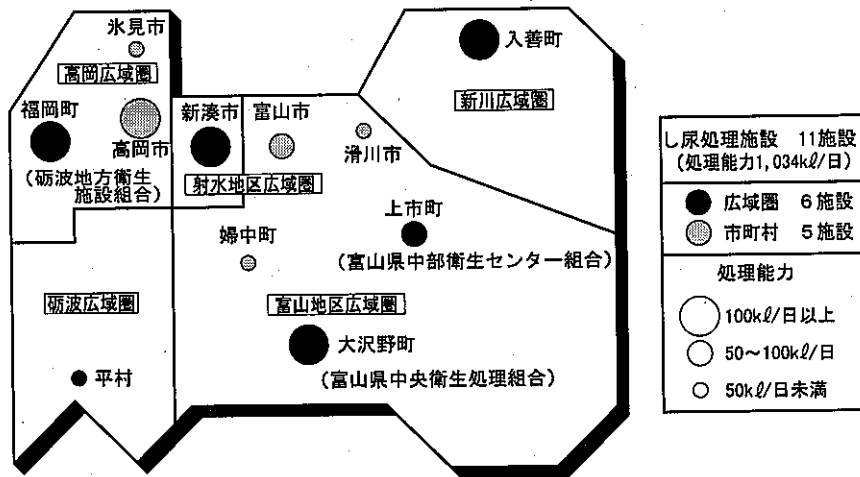 氷見市
高岡広域圏
福岡町
高岡市
(砺波地方衛生
施設組合)
新湊市
射水地区広域圏
富山市
滑川市
入善町
新川広域圏
上市町
(富山県中部衛生センター組合)
婦中町
砺波広域圏
富山地区広域圏
大沢野町
(富山県中央衛生処理組合)
平村
し尿処理施設 11施設
(処理能力1,034kℓ/日)
広域圏 6施設
市町村 5施設
処理能力
100kℓ/日以上
50~100kℓ/日
50kℓ/日未満